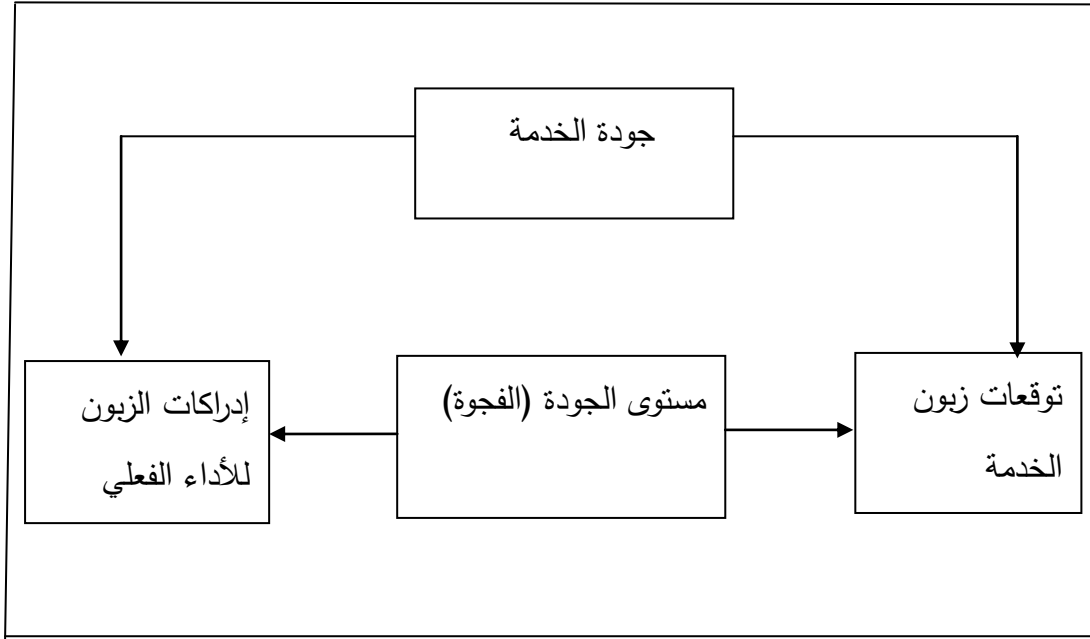 جودة الخدمة
توقعات زبون
الخدمة
مستوى الجودة (الفجوة)
إدراكات الزبون
للأداء الفعلي